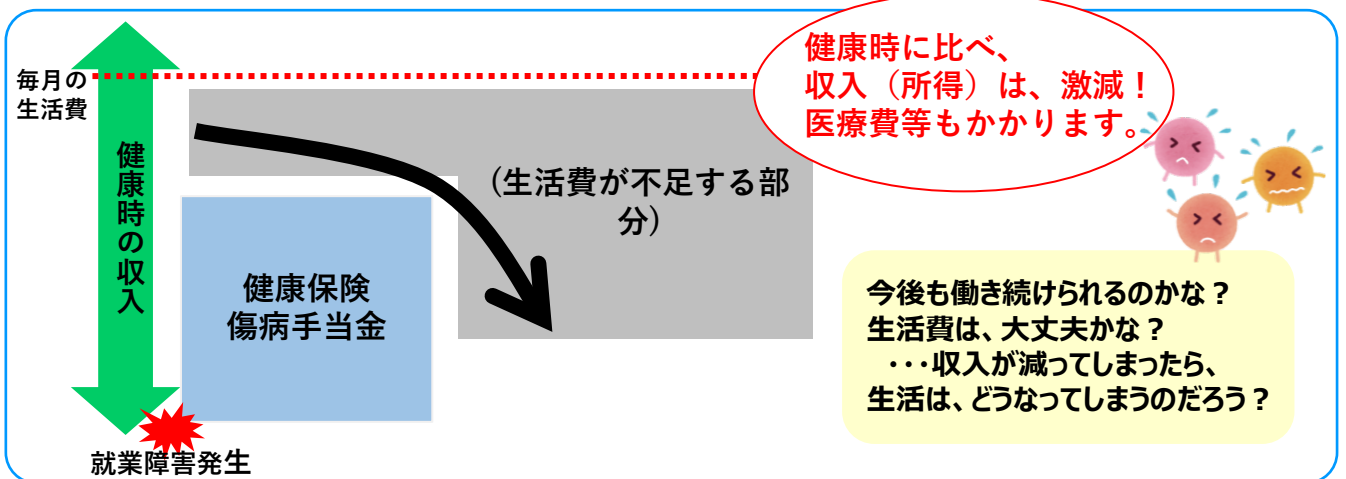 毎月の
生活費
健康時の収入
健康時に比べ、
収入（所得）は、激減！
医療費等もかかります。
(生活費が不足する部
分)
健康保険
傷病手当金
今後も働き続けられるのかな？
生活費は、大丈夫かな？
・・・収入が減ってしまったら、
生活は、どうなってしまうのだろう？
就業障害発生